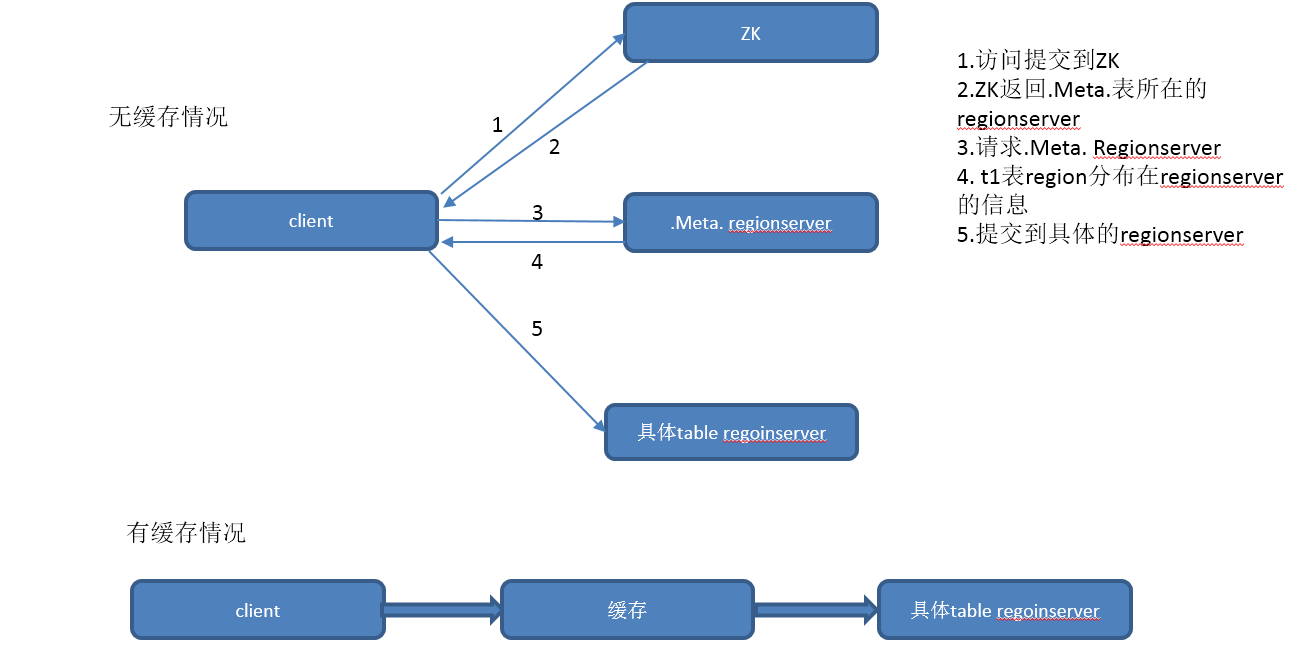 ZK
无缓存情况
1
2
client
3
.Meta. regionserver
4
5
具体table regoinserver
1.访问提交到ZK
2.ZK返回.Meta.表所在的
regionserver
3.请求.Meta. Regionserver
4. t1表region分布在regionserver
的信息
5.提交到具体的regionserver
有缓存情况
client
缓存
具体table regoinserver